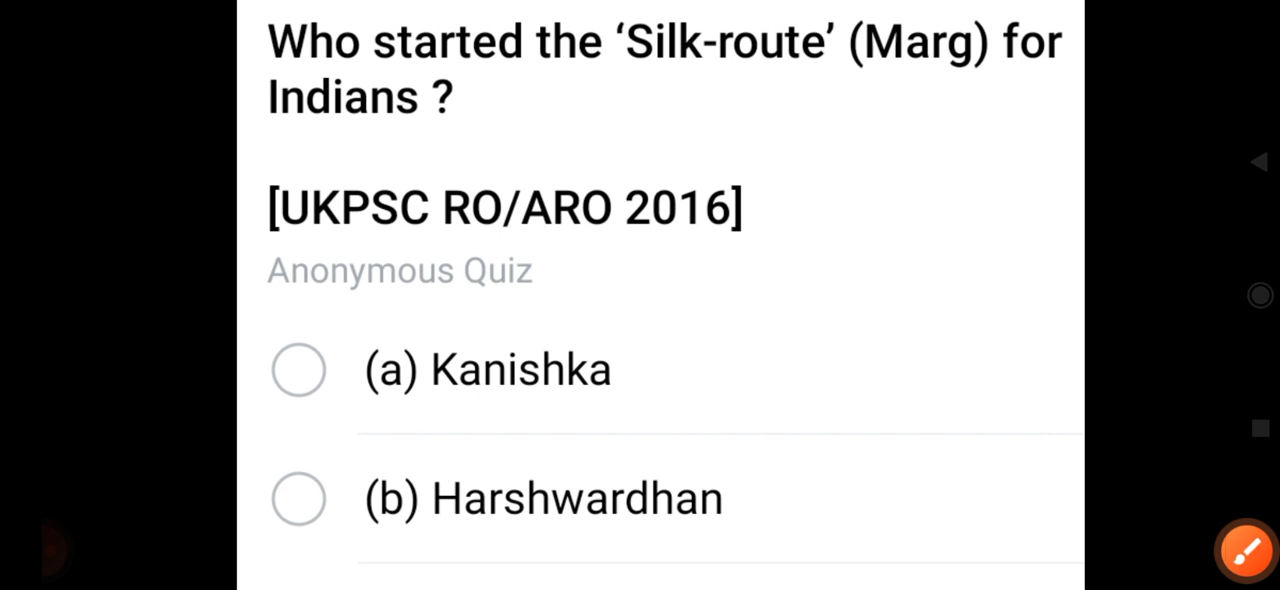 Who started the ‘Silk-route’ (Marg) for
Indians ?
[UKPSC RO/ARO 2016]
Anonymous Quiz
(a) Kanishka
(b) Harshwardhan